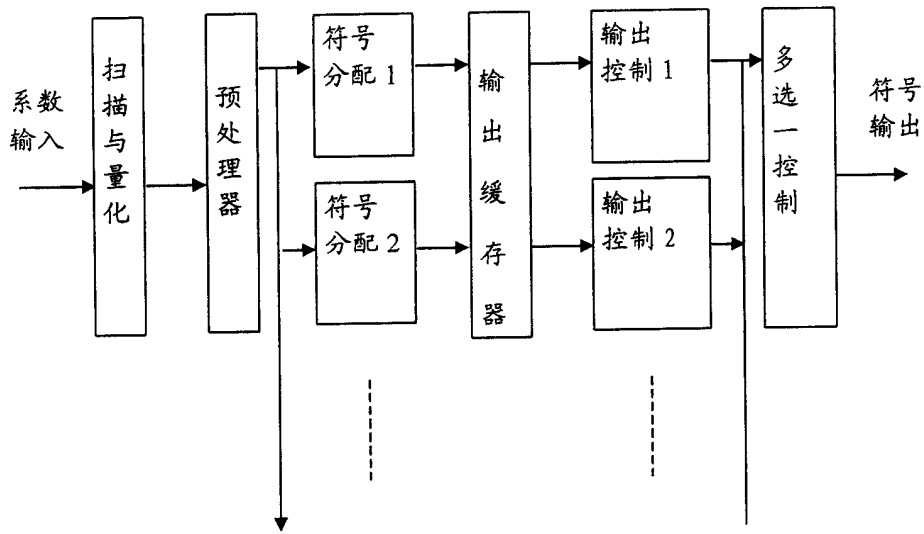 系数
输入
扫描与量化
预处理器
符号
分配 1
符号
分配 2
输出缓存器
输出
控制 1
输出
控制 2
多选一控制
符号
输出